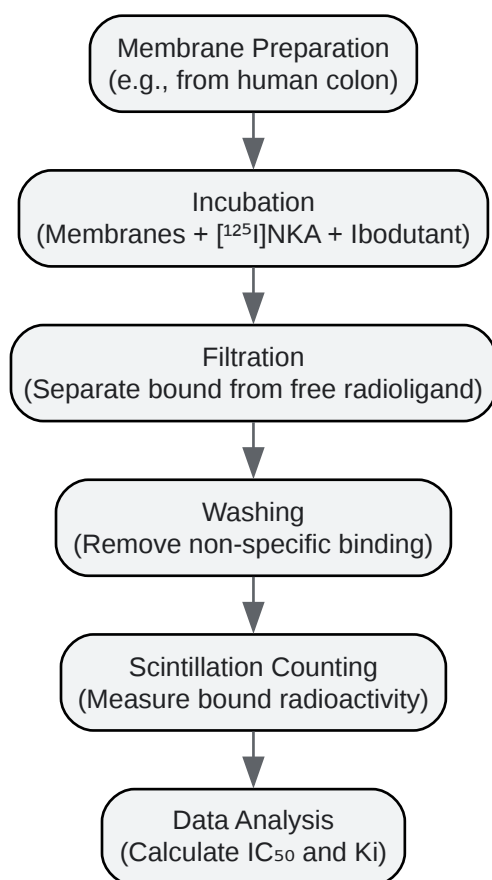 Membrane Preparation
(e.g., from human colon)
Incubation
(Membranes + [¹²⁵I]NKA + Ibodutant)
Filtration
(Separate bound from free radioligand)
Washing
(Remove non-specific binding)
Scintillation Counting
(Measure bound radioactivity)
Data Analysis
(Calculate IC₅₀ and Ki)